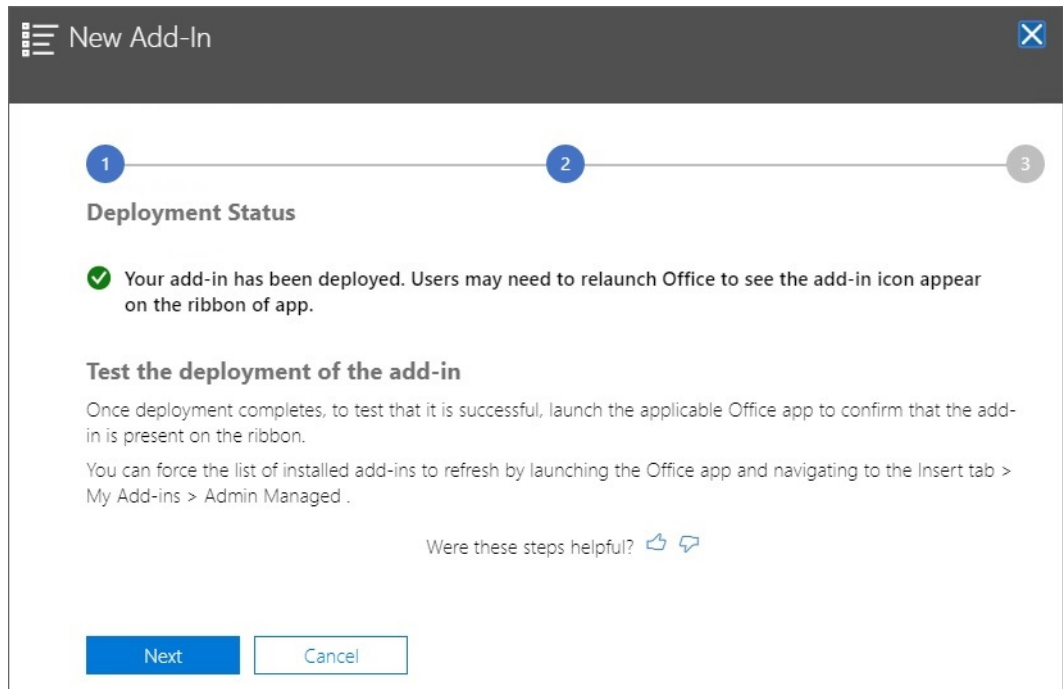 New Add-In
1
2
3
Deployment Status
Your add-in has been deployed. Users may need to relaunch Office to see the add-in icon appear
on the ribbon of app.
Test the deployment of the add-in
Once deployment completes, to test that it is successful, launch the applicable Office app to confirm that the add-
in is present on the ribbon.
You can force the list of installed add-ins to refresh by launching the Office app and navigating to the Insert tab >
My Add-ins > Admin Managed .
Were these steps helpful?
Next
Cancel